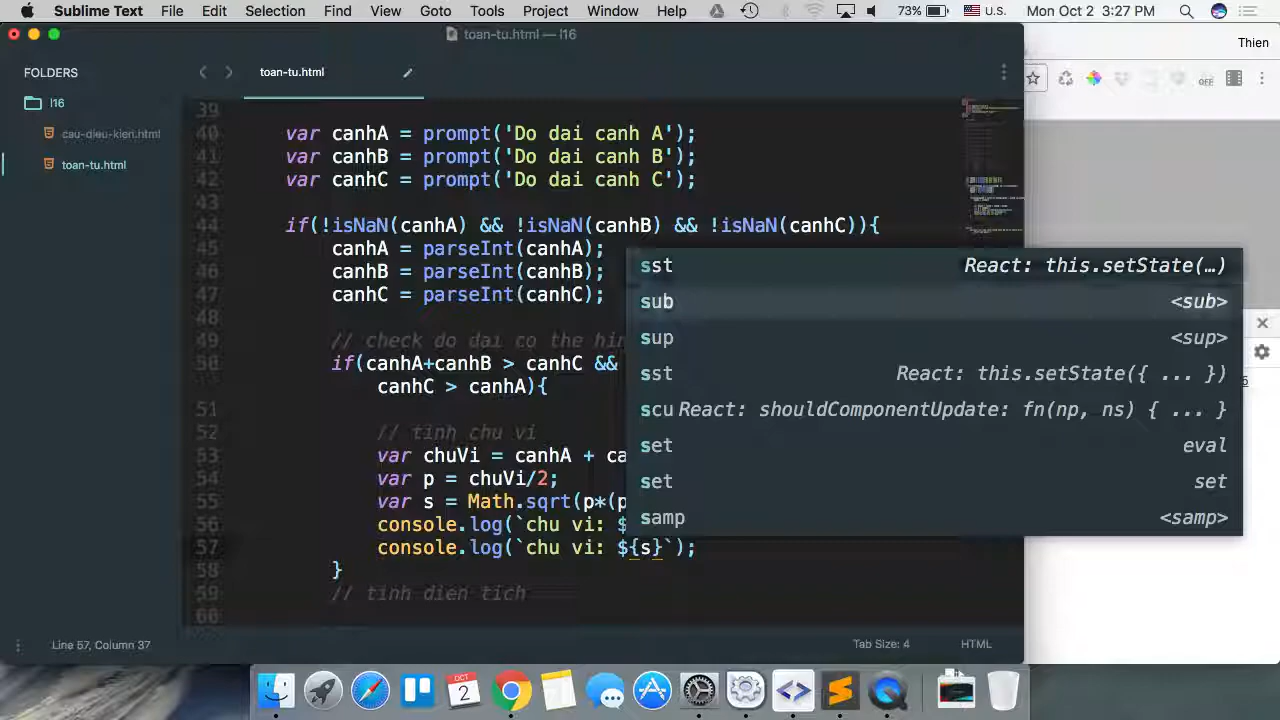 Sublime Text File Edit Selection Find View Goto Tools Project Window Help 73% U.S. Mon Oct 2 3:27 PM
toan-tu.html — l16
Thien
FOLDERS
l16
cau-dieu-kien.html
toan-tu.html
toan-tu.html
OFF
39
40 var canhA = prompt('Do dai canh A');
41 var canhB = prompt('Do dai canh B');
42 var canhC = prompt('Do dai canh C');
43
44 if(!isNaN(canhA) && !isNaN(canhB) && !isNaN(canhC)){
45 canhA = parseInt(canhA);
46 canhB = parseInt(canhB);
47 canhC = parseInt(canhC);
48
49 // check do dai co the hin
50 if(canhA+canhB > canhC &&
canhC > canhA){
51
52 // tinh chu vi
53 var chuVi = canhA + ca
54 var p = chuVi/2;
55 var s = Math.sqrt(p*(p
56 console.log(`chu vi: $
57 console.log(`chu vi: ${s}`);
58 }
59 // tinh dien tich
60
sst React: this.setState(…)
sub <sub>
sup <sup>
sst React: this.setState({ ... })
scu React: shouldComponentUpdate: fn(np, ns) { ... }
set eval
set set
samp <samp>
Line 57, Column 37 Tab Size: 4 HTML
OCT
2